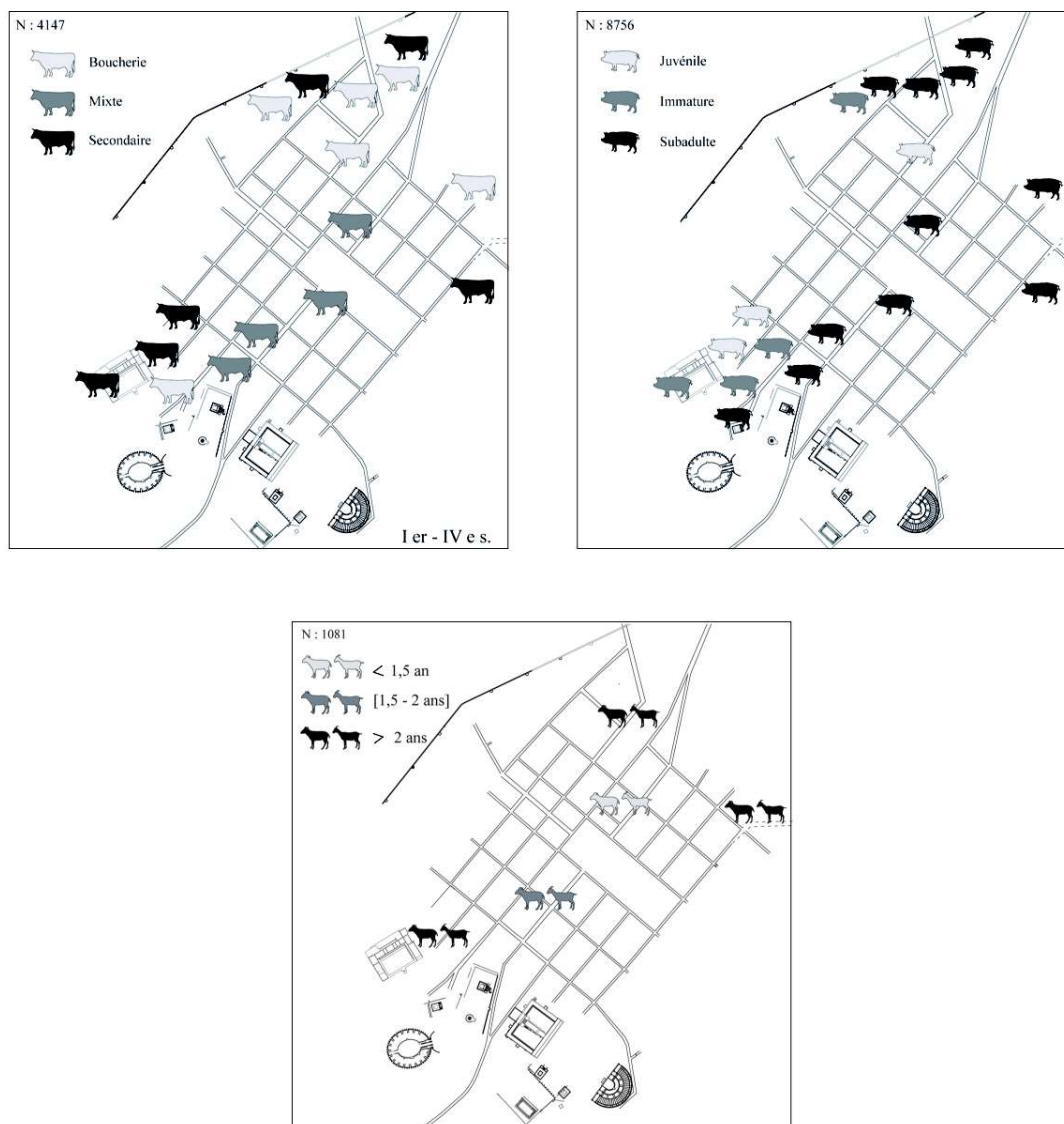 N : 4147
Boucherie
Mixte
Secondaire
I er - IV e s.
N : 8756
Juvénile
Immature
Subadulte
N : 1081
< 1,5 an
[1,5 - 2 ans]
> 2 ans